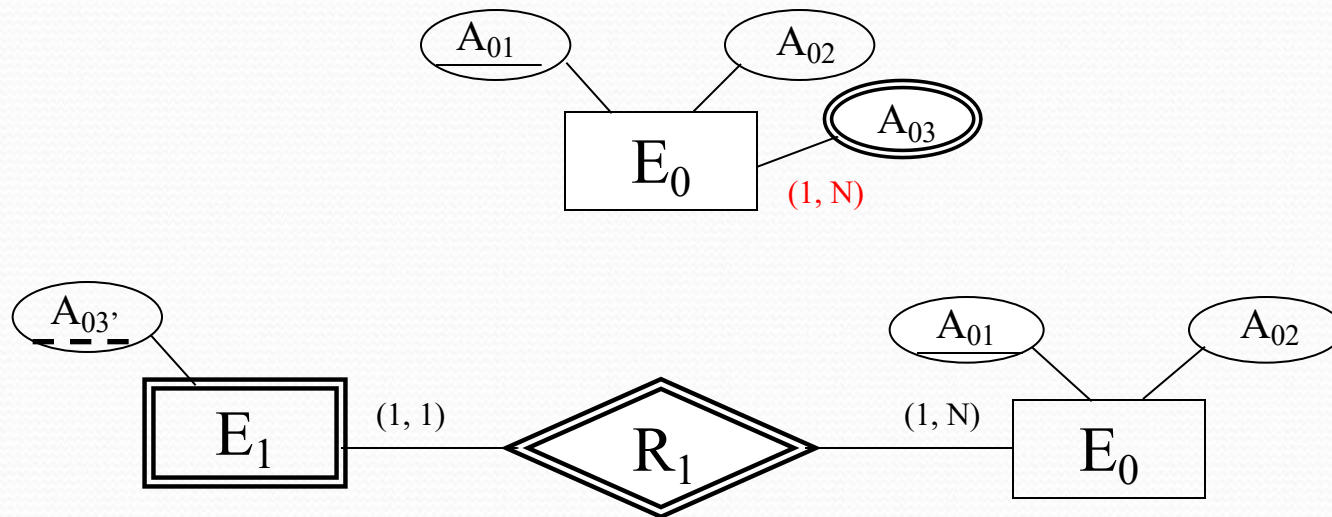 A₀₁
A₀₂
A₀₃
E₀
(1, N)
A₀₃’
A₀₁
A₀₂
(1, 1)
(1, N)
E₁
R₁
E₀